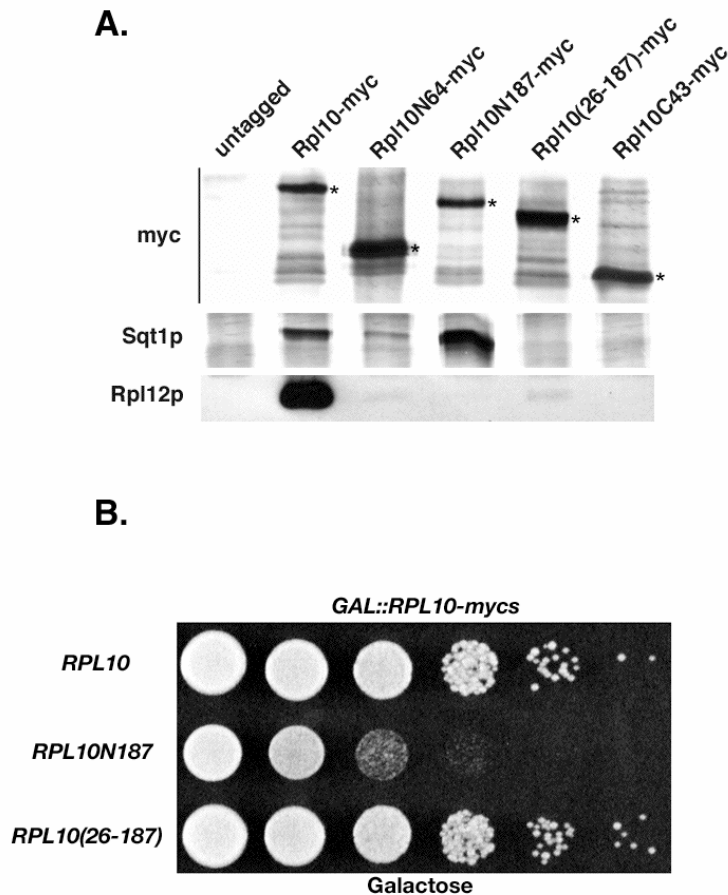 A.
untagged
Rpl10-myc
Rpl10N64-myc
Rpl10N187-myc
Rpl10(26-187)-myc
Rpl10C43-myc
myc
*
*
*
*
*
Sqt1p
Rpl12p
B.
GAL::RPL10-mycs
RPL10
RPL10N187
RPL10(26-187)
Galactose